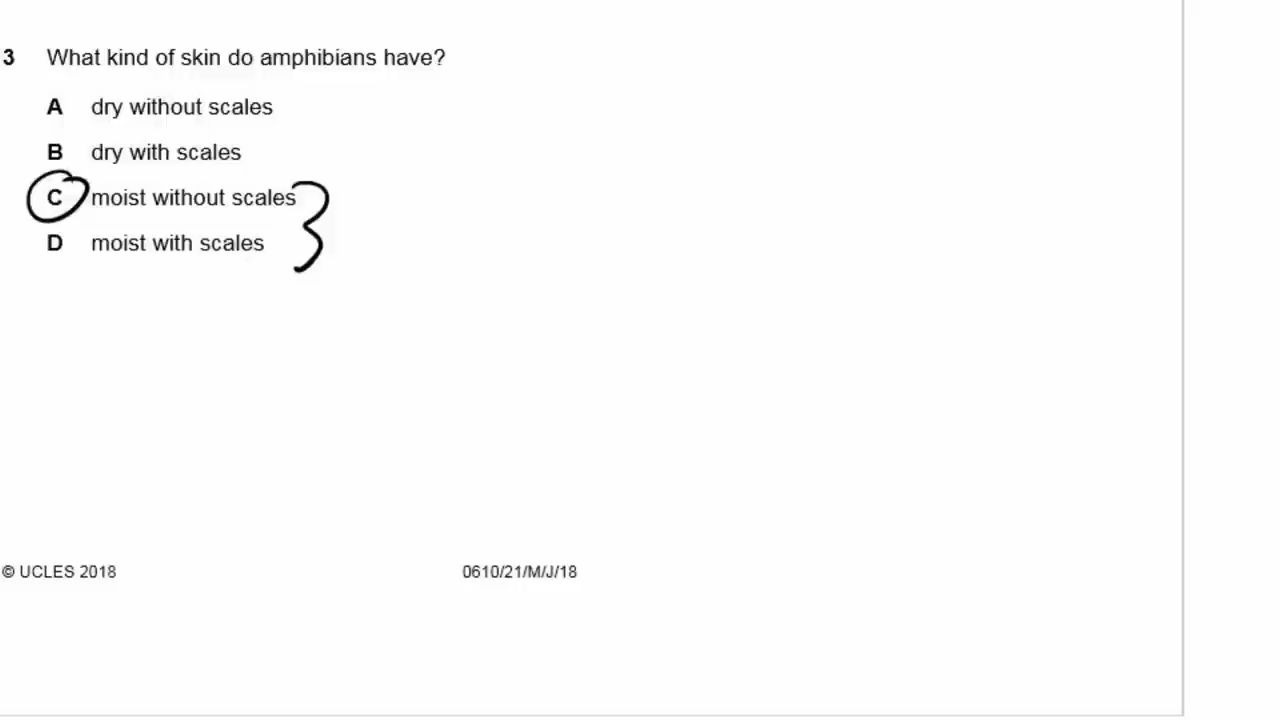 3 What kind of skin do amphibians have?
A dry without scales
B dry with scales
C moist without scales
D moist with scales
© UCLES 2018 0610/21/M/J/18